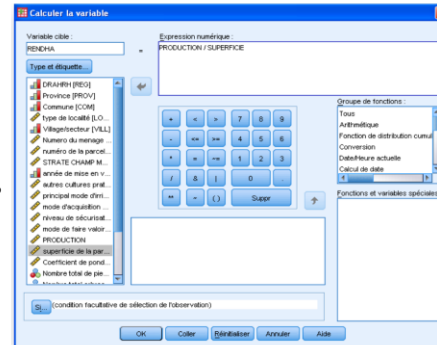 Calculer la variable
Variable cible :
Expression numérique :
RENDHA
=
PRODUCTION / SUPERFICIE
Type et étiquette...
DRAHRH [REG]
Province [PROV]
Commune [COM]
type de localité [LO...
Village/secteur [VILL]
Numero du menage
numéro de la parcel...
STRATE CHAMP M...
année de mise en v...
autres cultures prat...
principal mode d'irri...
mode d'acquisition ...
niveau de sécurisat...
mode de faire valoir...
PRODUCTION
superficie de la par...
Coefficient de pond...
Nombre total de pie...
+ < > 7 8 9
- <= >= 4 5 6
* = ~= 1 2 3
/ & | 0 .
** ~ ( ) Suppr
Groupe de fonctions :
Tous
Arithmétique
Fonction de distribution cumul
Conversion
Date/Heure actuelle
Calcul de date
Fonctions et variables spéciales
Si... (condition facultative de sélection de l'observation)
OK Coller Réinitialiser Annuler Aide